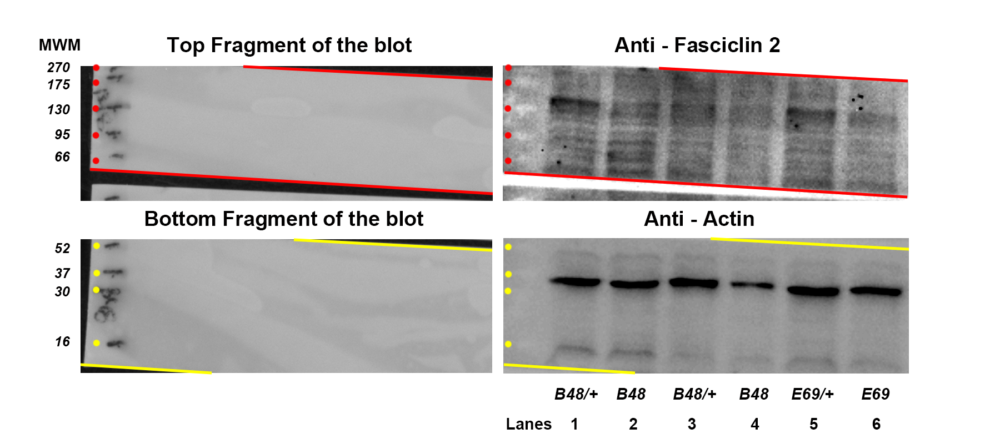 MWM
Top Fragment of the blot
Anti - Fasciclin 2
270
175
130
95
66
Bottom Fragment of the blot
Anti - Actin
52
37
30
16
B48/+ B48 B48/+ B48 E69/+ E69
Lanes 1 2 3 4 5 6